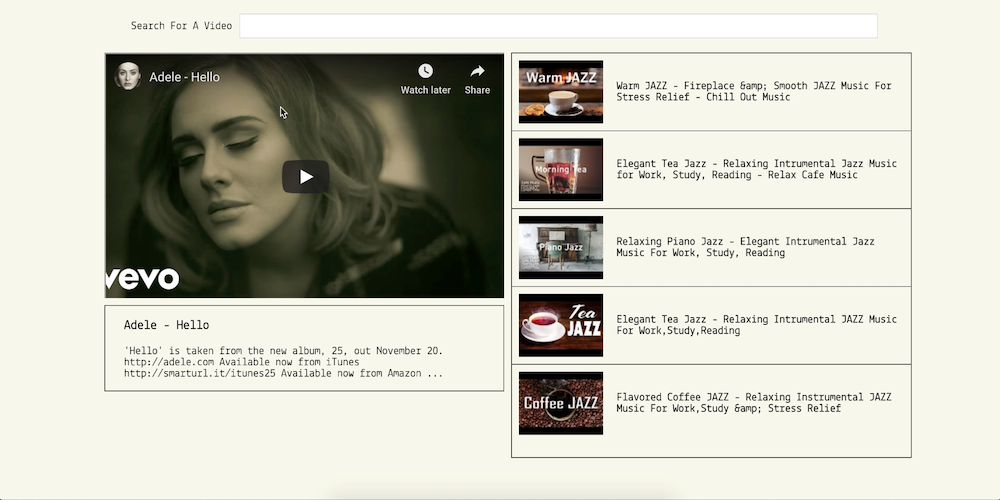 Search For A Video
Adele - Hello
Watch later
Share
vevo
Adele - Hello
'Hello' is taken from the new album, 25, out November 20.
http://adele.com Available now from iTunes
http://smarturl.it/itunes25 Available now from Amazon ...
Warm JAZZ
Warm JAZZ - Fireplace &amp; Smooth JAZZ Music For
Stress Relief - Chill Out Music
Morning Tea
Elegant Tea Jazz - Relaxing Intrumental Jazz Music
for Work, Study, Reading - Relax Cafe Music
Piano Jazz
Relaxing Piano Jazz - Elegant Intrumental Jazz
Music For Work, Study, Reading
Tea
JAZZ
Elegant Tea Jazz - Relaxing Intrumental JAZZ Music
For Work,Study,Reading
Coffee JAZZ
Flavored Coffee JAZZ - Relaxing Instrumental JAZZ
Music For Work,Study &amp; Stress Relief